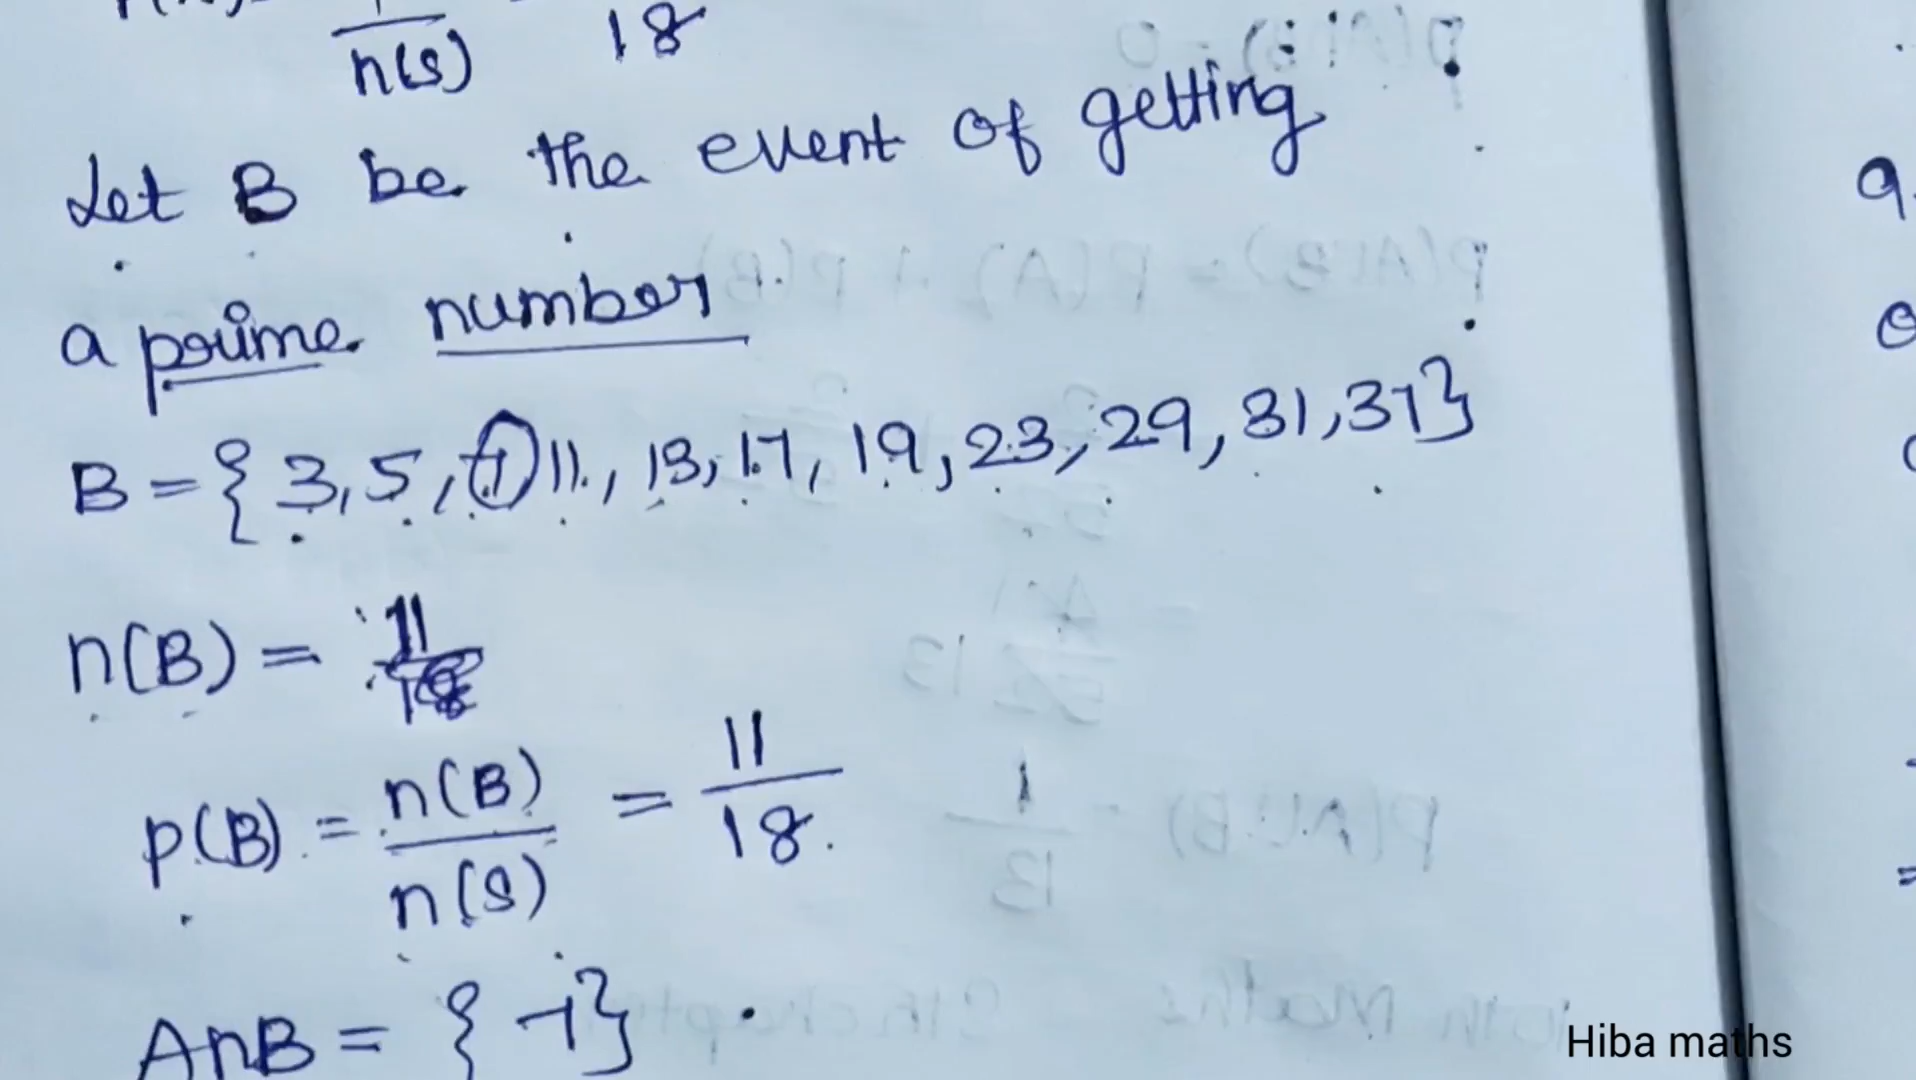 n(S) 18
Let B be the event of getting
a prime number
B = { 3, 5, 7 11, 13, 17, 19, 23, 29, 31, 37}
n(B) = 11
p(B) = n(B)/n(S) = 11/18.
A∩B = { 7}
Hiba maths